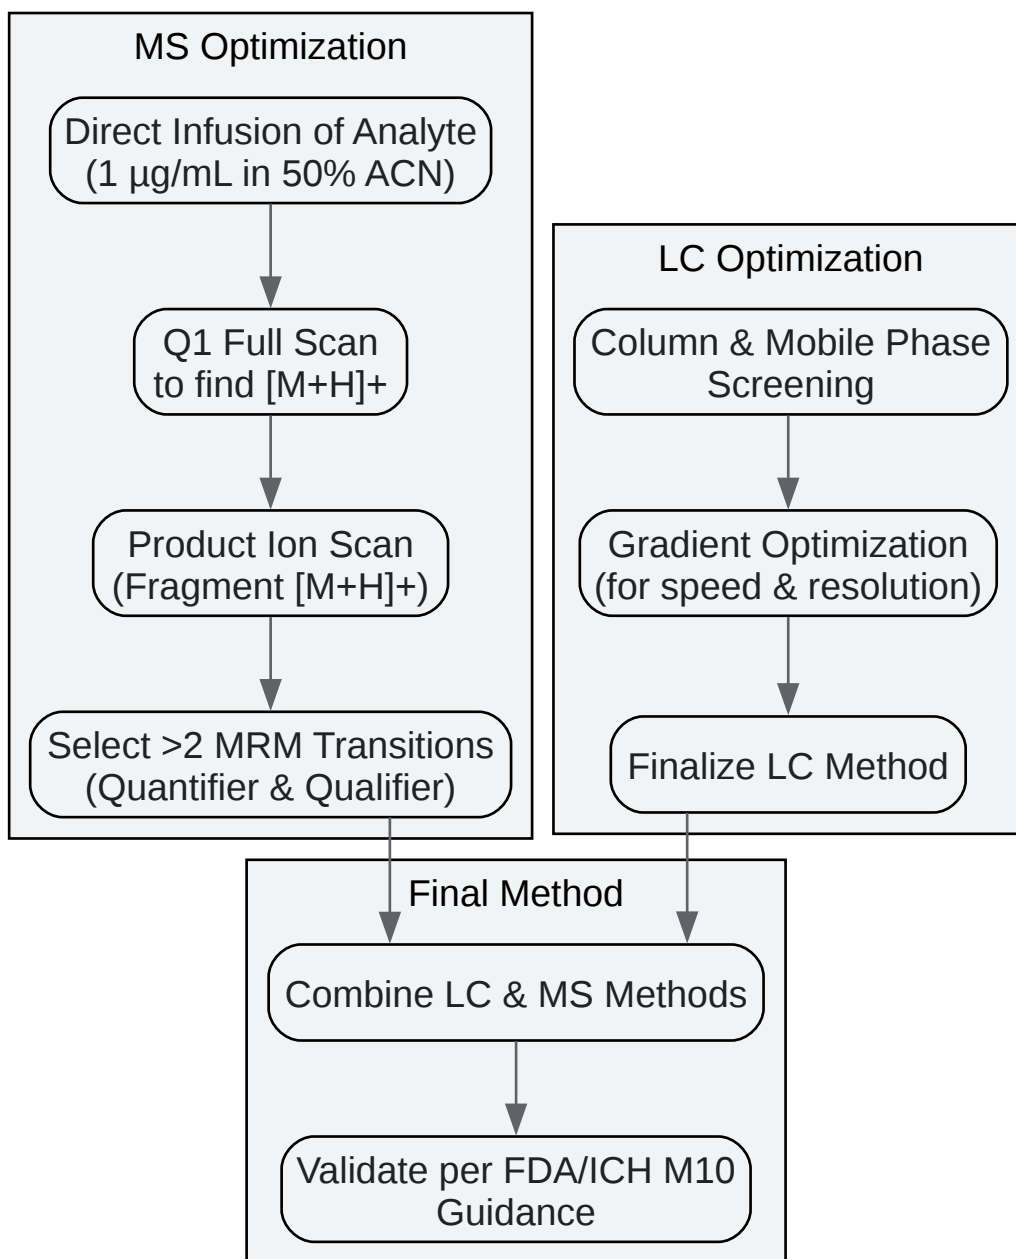 MS Optimization
Direct Infusion of Analyte
(1 µg/mL in 50% ACN)
Q1 Full Scan
to find [M+H]+
Product Ion Scan
(Fragment [M+H]+)
Select >2 MRM Transitions
(Quantifier & Qualifier)
LC Optimization
Column & Mobile Phase
Screening
Gradient Optimization
(for speed & resolution)
Finalize LC Method
Final Method
Combine LC & MS Methods
Validate per FDA/ICH M10
Guidance